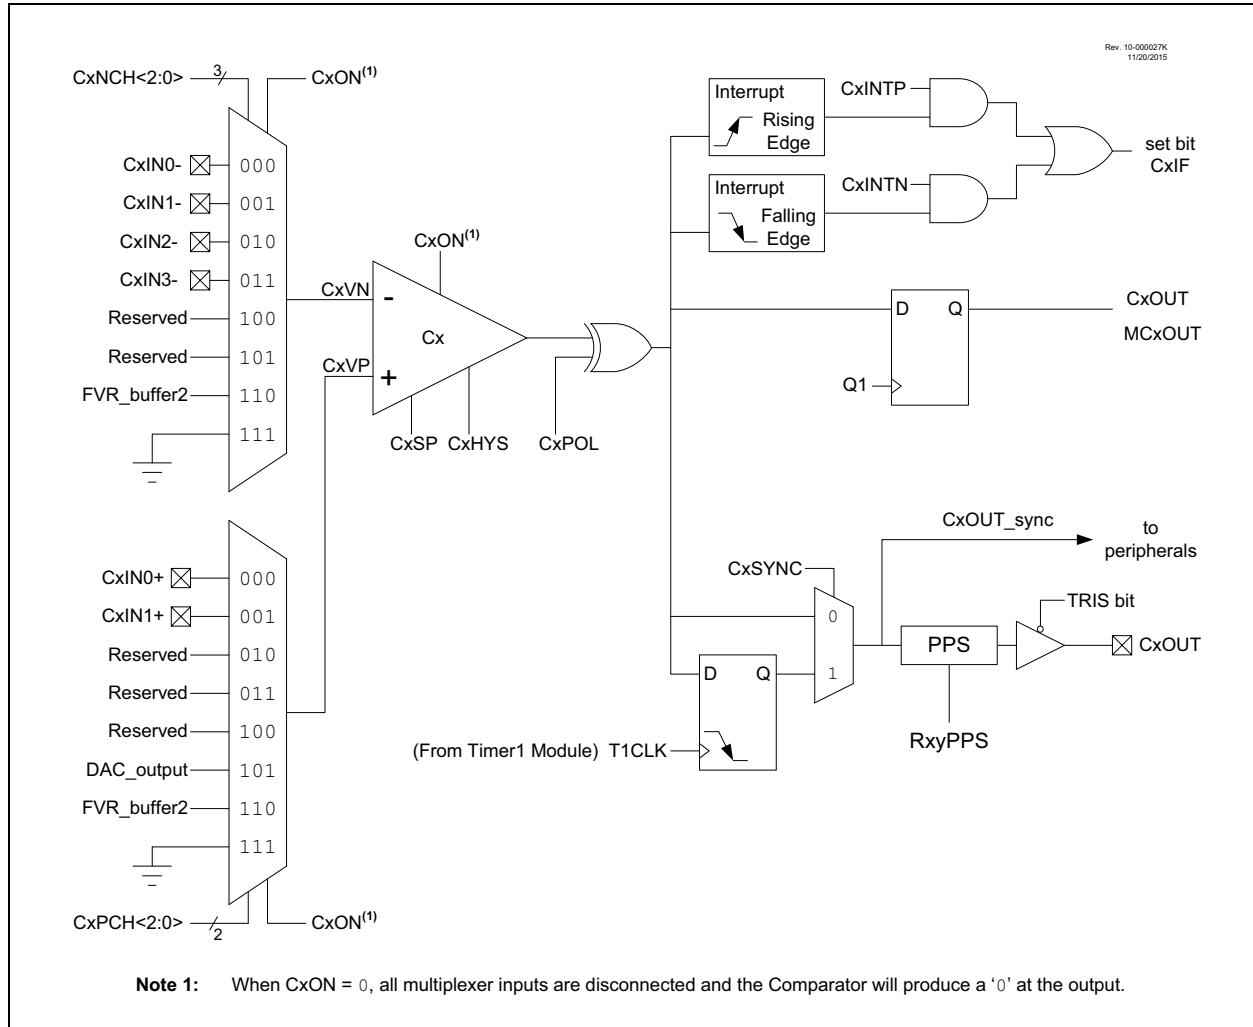 Rev. 10-000027K
11/20/2015
CxNCH<2:0>
3
CxON(1)
CxIN0-
000
CxIN1-
001
CxIN2-
010
CxIN3-
011
Reserved
100
Reserved
101
FVR_buffer2
110
111
CxVN
-
CxON(1)
Cx
CxVP
+
CxSP
CxHYS
CxPOL
Interrupt
Rising
Edge
CxINTP
Interrupt
Falling
Edge
CxINTN
set bit
CxIF
D
Q
Q1
CxOUT
MCxOUT
CxIN0+
000
CxIN1+
001
Reserved
010
Reserved
011
Reserved
100
DAC_output
101
FVR_buffer2
110
111
CxPCH<2:0>
2
CxON(1)
CxOUT_sync
to
peripherals
CxSYNC
0
1
D
Q
(From Timer1 Module) T1CLK
PPS
RxyPPS
TRIS bit
CxOUT
Note 1: When CxON = 0, all multiplexer inputs are disconnected and the Comparator will produce a ‘0’ at the output.